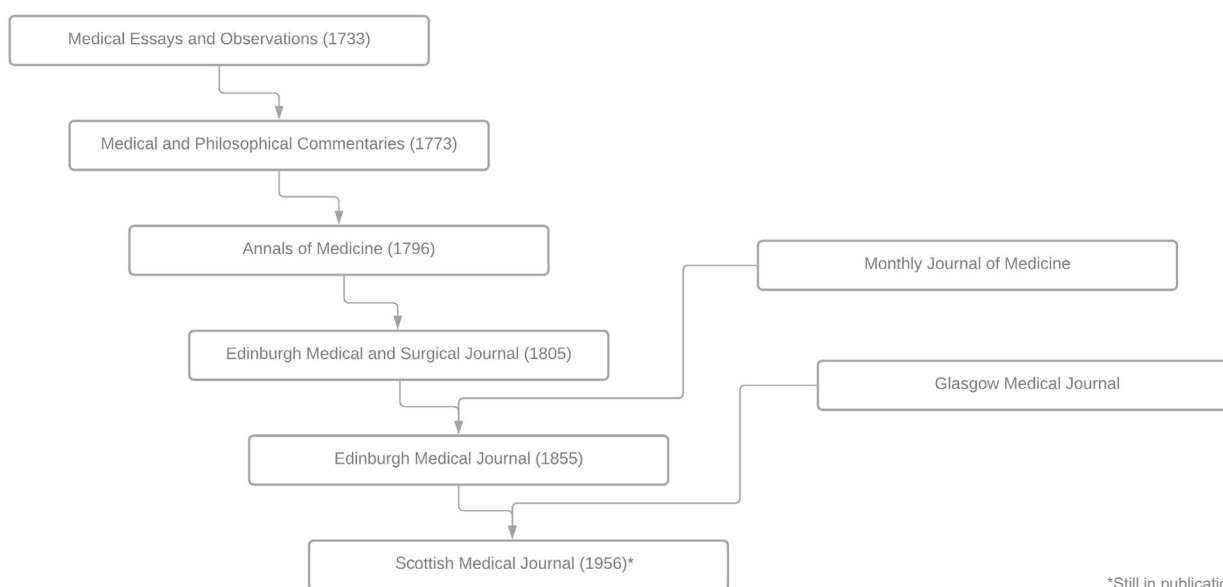 Medical Essays and Observations (1733)
Medical and Philosophical Commentaries (1773)
Annals of Medicine (1796)
Monthly Journal of Medicine
Edinburgh Medical and Surgical Journal (1805)
Glasgow Medical Journal
Edinburgh Medical Journal (1855)
Scottish Medical Journal (1956)*
*Still in